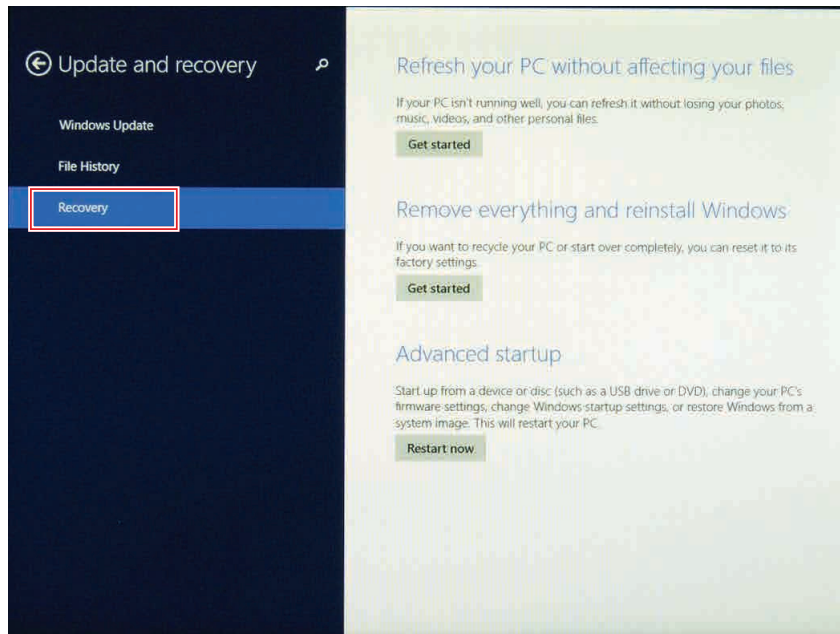 Update and recovery
Windows Update
File History
Recovery
Refresh your PC without affecting your files
If your PC isn't running well, you can refresh it without losing your photos,
music, videos, and other personal files.
Get started
Remove everything and reinstall Windows
If you want to recycle your PC or start over completely, you can reset it to its
factory settings.
Get started
Advanced startup
Start up from a device or disc (such as a USB drive or DVD), change your PC's
firmware settings, change Windows startup settings, or restore Windows from a
system image. This will restart your PC.
Restart now